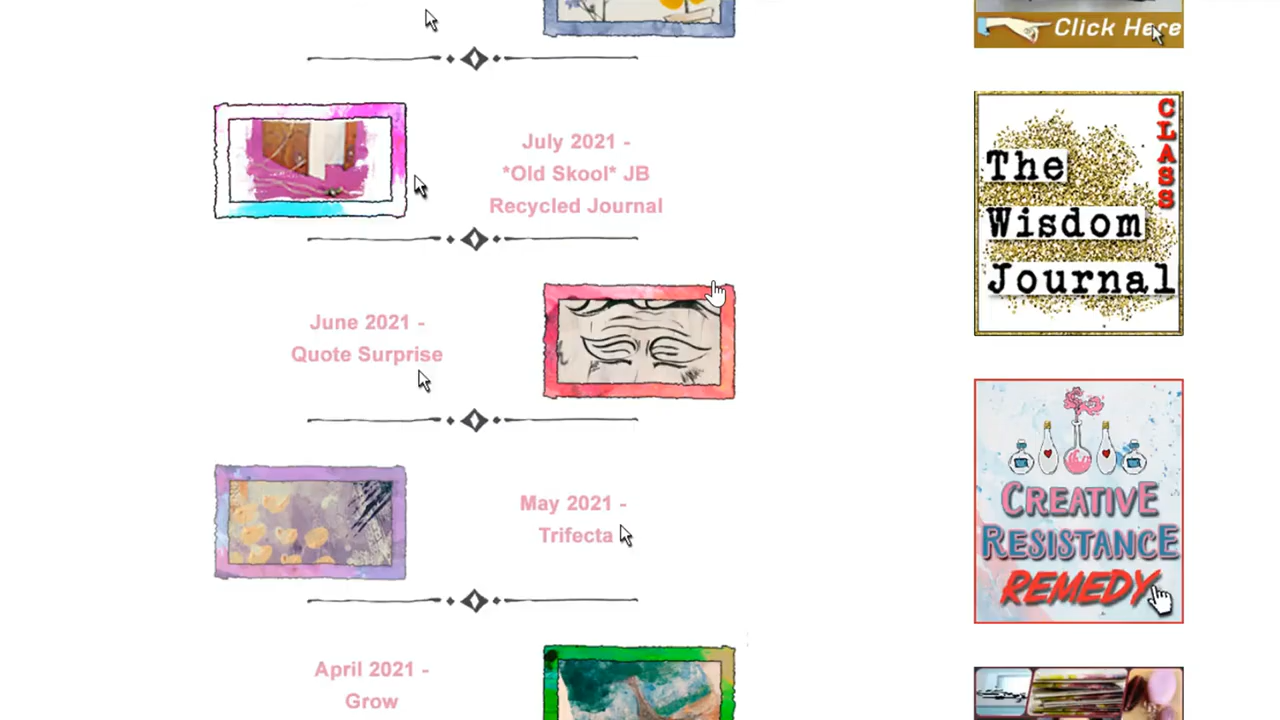 Click Here
July 2021 -
*Old Skool* JB
Recycled Journal
CLASS
The
Wisdom
Journal
June 2021 -
Quote Surprise
CREATIVE
RESISTANCE
REMEDY
May 2021 -
Trifecta
April 2021 -
Grow